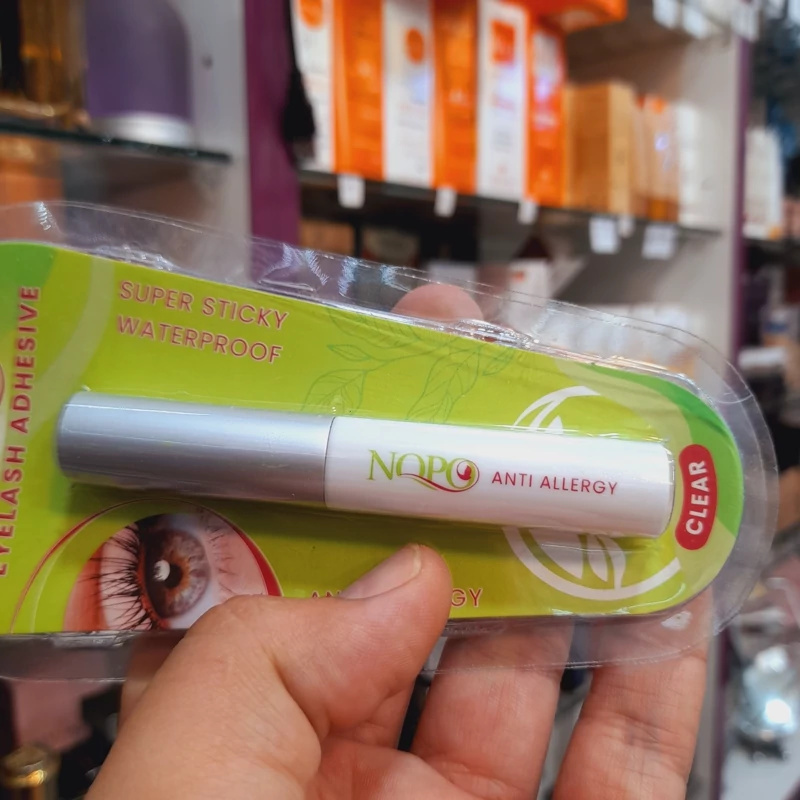 EYELASH ADHESIVE
SUPER STICKY
WATERPROOF
NOPO
ANTI ALLERGY
CLEAR